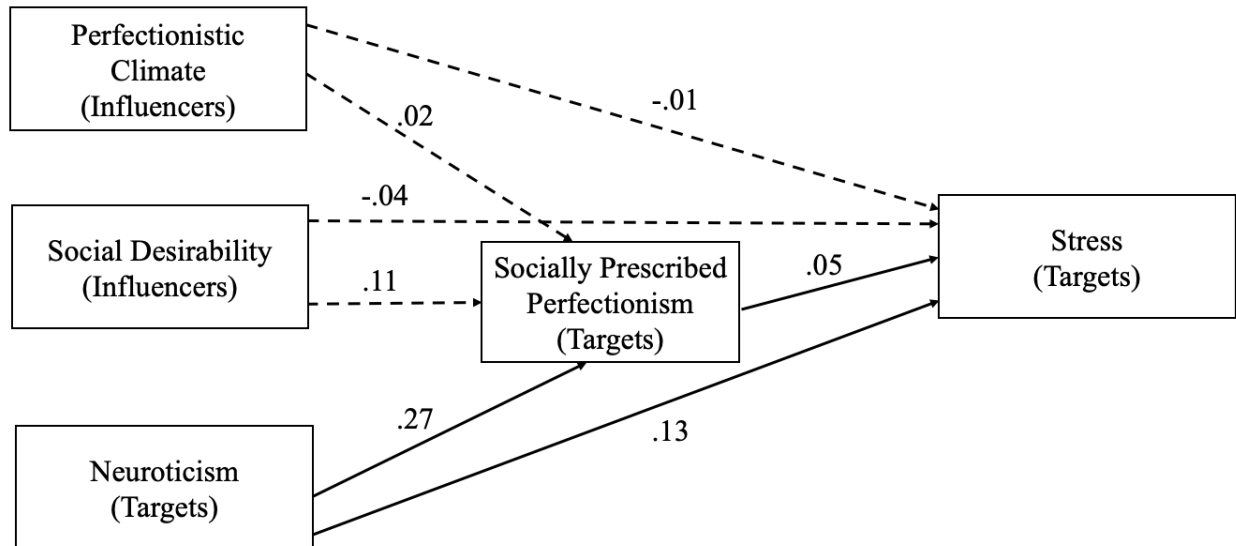 Perfectionistic
Climate
(Influencers)
-.01
.02
-.04
Social Desirability
(Influencers)
.11
Socially Prescribed
Perfectionism
(Targets)
.05
Stress
(Targets)
.27
.13
Neuroticism
(Targets)